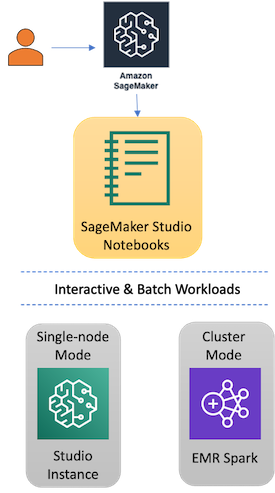 Amazon
SageMaker
SageMaker Studio
Notebooks
Interactive & Batch Workloads
Single-node
Mode
Studio
Instance
Cluster
Mode
EMR Spark